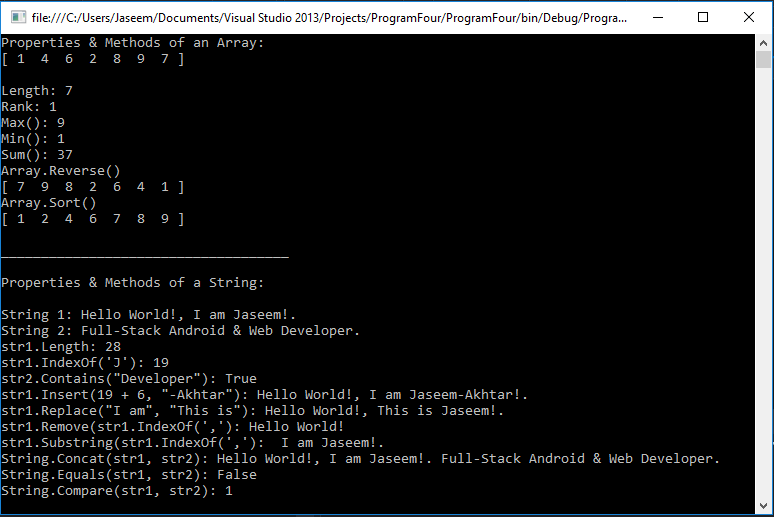 file:///C:/Users/Jaseem/Documents/Visual Studio 2013/Projects/ProgramFour/ProgramFour/bin/Debug/Progra...
Properties & Methods of an Array:
[ 1  4  6  2  8  9  7 ]
Length: 7
Rank: 1
Max(): 9
Min(): 1
Sum(): 37
Array.Reverse()
[ 7  9  8  2  6  4  1 ]
Array.Sort()
[ 1  2  4  6  7  8  9 ]
____________________________________
Properties & Methods of a String:
String 1: Hello World!, I am Jaseem!.
String 2: Full-Stack Android & Web Developer.
str1.Length: 28
str1.IndexOf('J'): 19
str2.Contains("Developer"): True
str1.Insert(19 + 6, "-Akhtar"): Hello World!, I am Jaseem-Akhtar!.
str1.Replace("I am", "This is"): Hello World!, This is Jaseem!.
str1.Remove(str1.IndexOf(','): Hello World!
str1.Substring(str1.IndexOf(','):  I am Jaseem!.
String.Concat(str1, str2): Hello World!, I am Jaseem!. Full-Stack Android & Web Developer.
String.Equals(str1, str2): False
String.Compare(str1, str2): 1